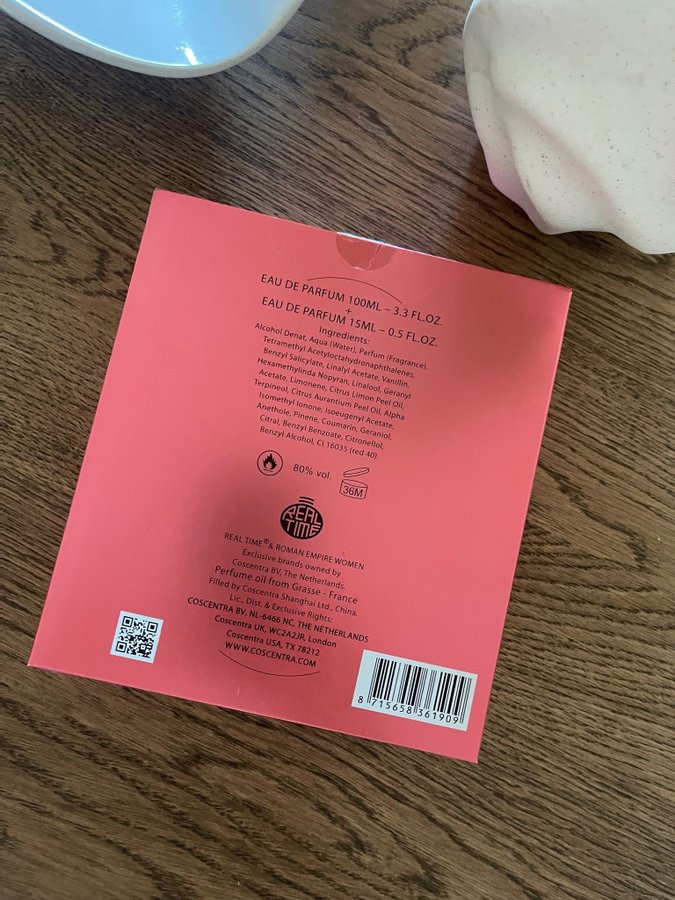 EAU DE PARFUM 100ML – 3.3 FL.OZ.
+
EAU DE PARFUM 15ML – 0.5 FL.OZ.
Ingredients:
Alcohol Denat, Aqua (Water), Parfum (Fragrance),
Tetramethyl Acetyloctahydronaphthalenes,
Benzyl Salicylate, Linalyl Acetate, Vanillin,
Hexamethylinda Nopyran, Linalool, Geranyl
Acetate, Limonene, Citrus Limon Peel Oil,
Terpineol, Citrus Aurantium Peel Oil, Alpha
Isomethyl Ionone, Isoeugenyl Acetate,
Anethole, Pinene, Coumarin, Geraniol,
Citral, Benzyl Benzoate, Citronellol,
Benzyl Alcohol, CI 16035 (red 40).
80% vol.
36M
REAL
TIME
REAL TIME® & ROMAN EMPIRE WOMEN
Exclusive brands owned by
Coscentra BV, The Netherlands.
Perfume oil from Grasse - France
Filled by Coscentra Shanghai Ltd., China.
Lic., Dist. & Exclusive Rights:
COSCENTRA BV, NL-6466 NC, THE NETHERLANDS
Coscentra UK, WC2A2JR, London
Coscentra USA, TX 78212
WWW.COSCENTRA.COM
8 715658 361909